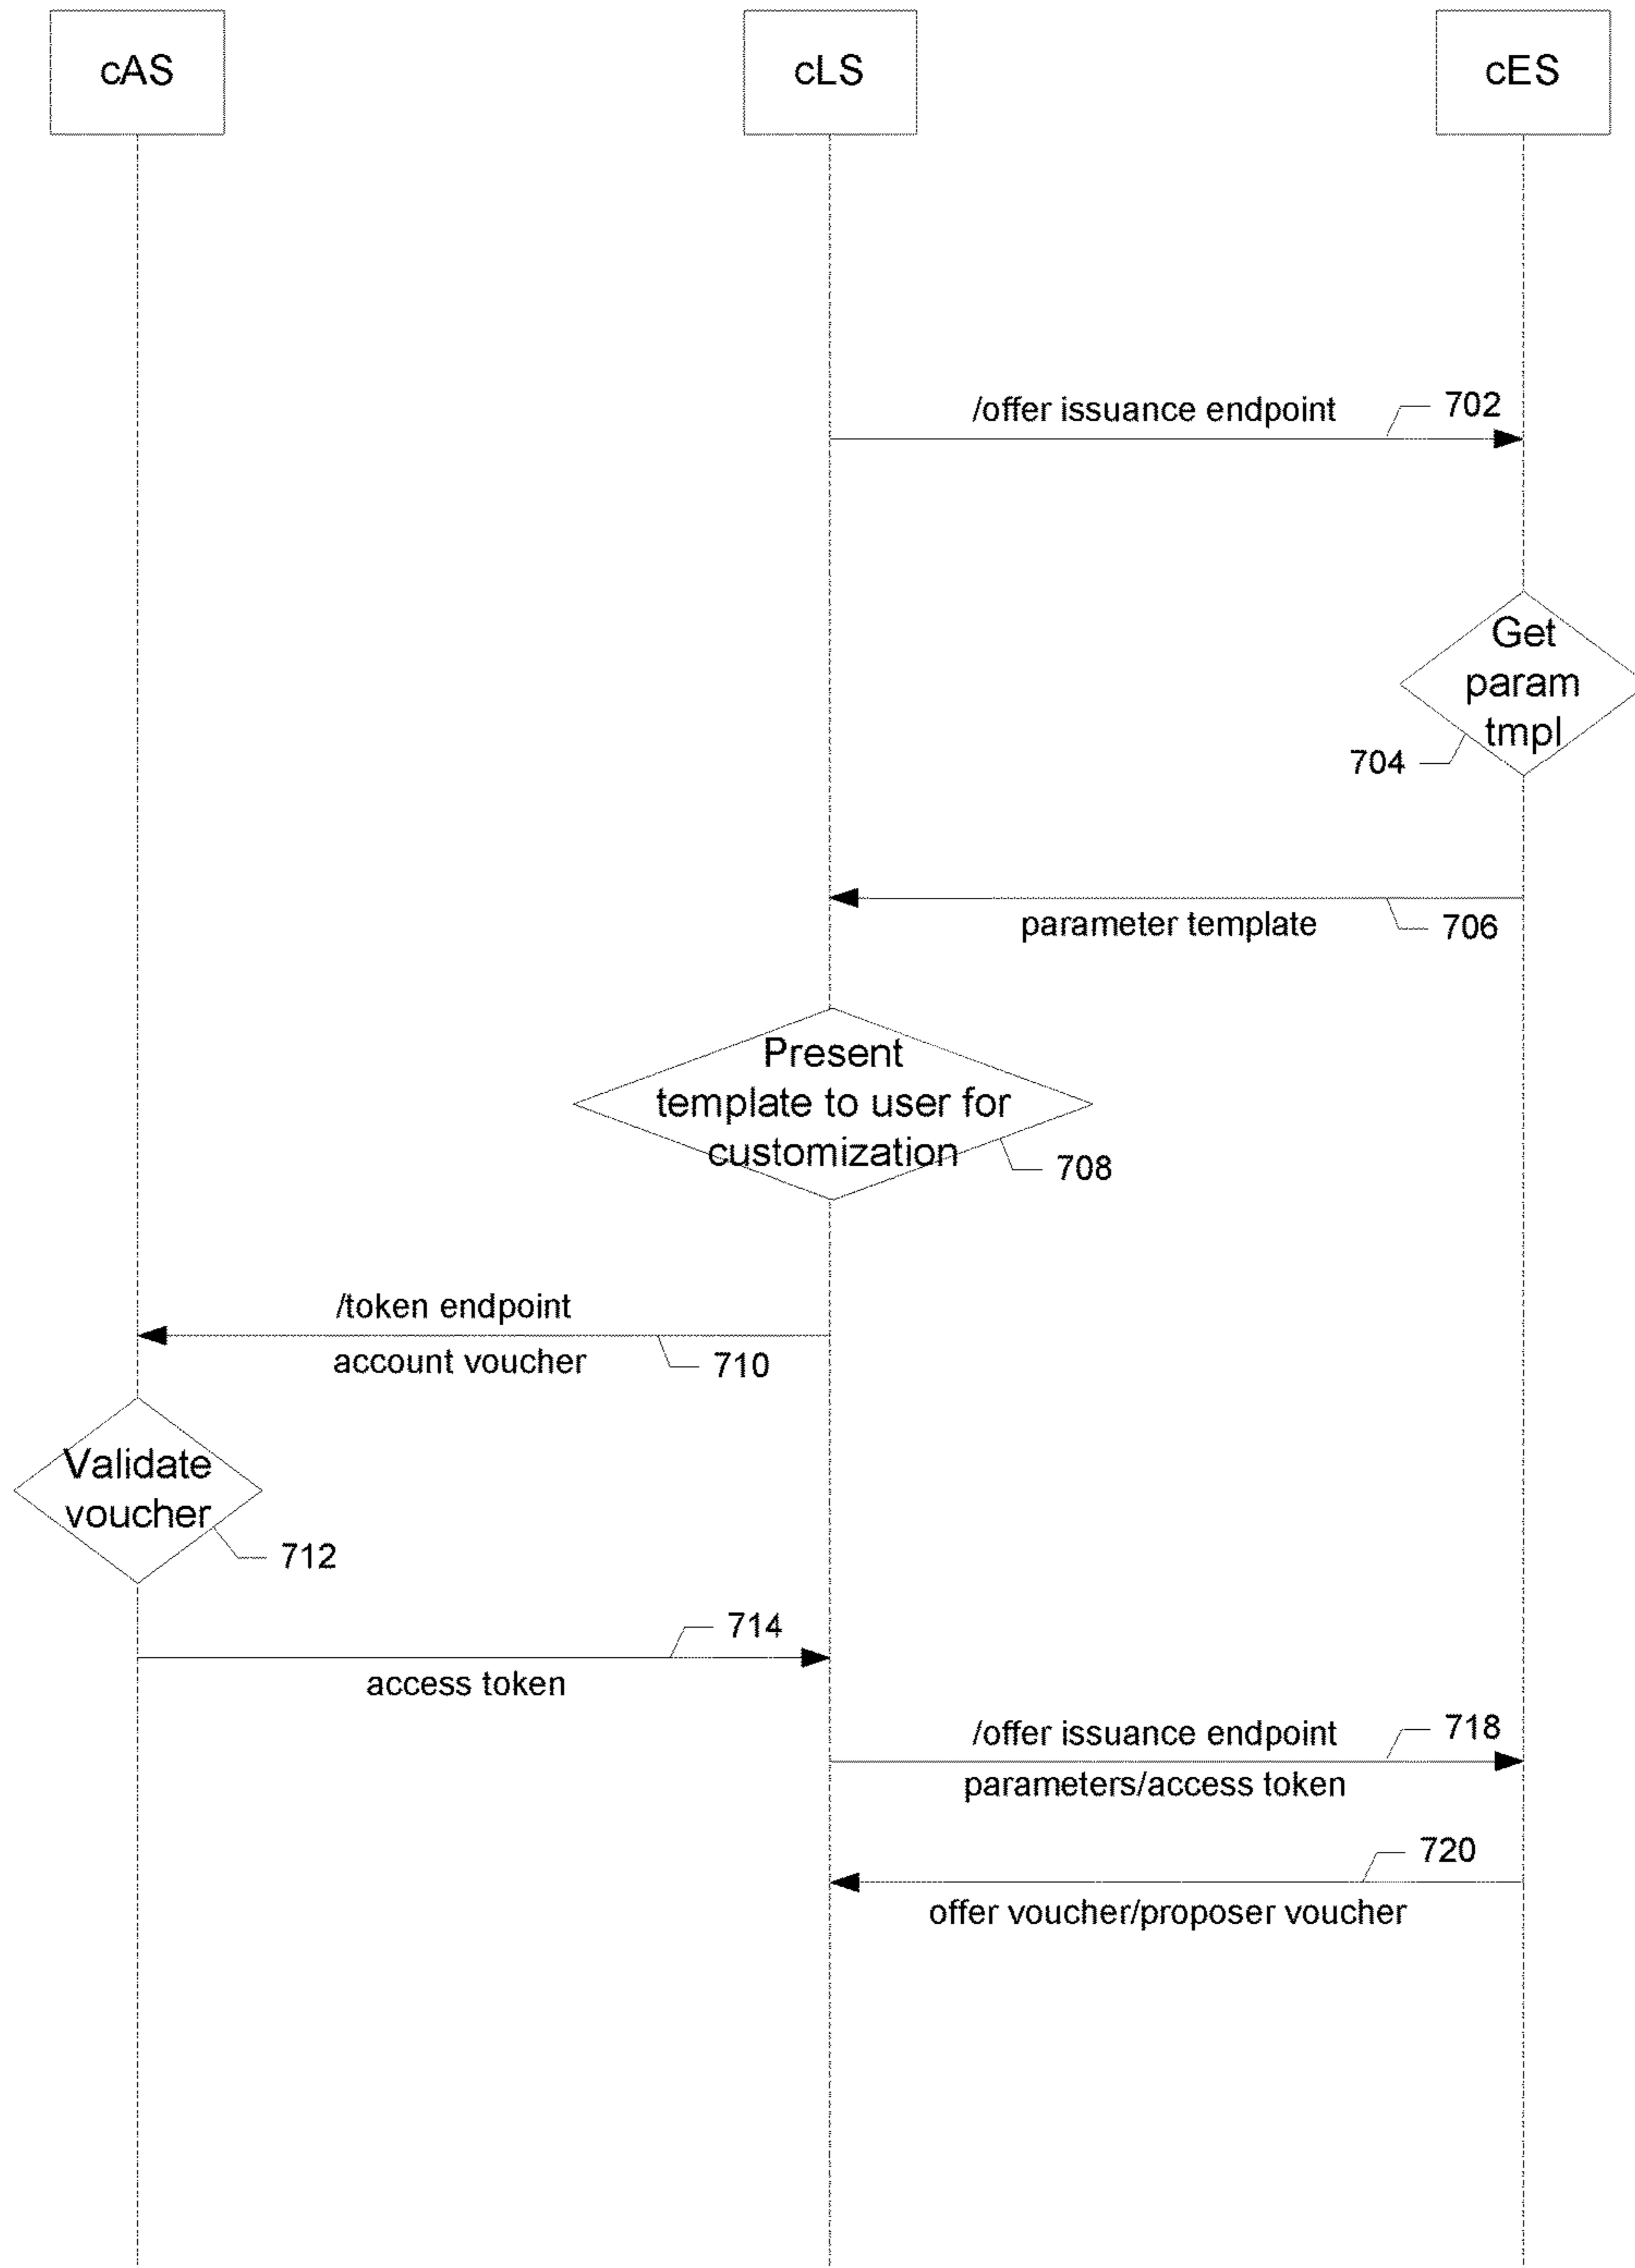 cAS
cLS
cES
/offer issuance endpoint
702
Get
param
tmpl
704
parameter template
706
Present
template to user for
customization
708
/token endpoint
account voucher
710
Validate
voucher
712
714
access token
/offer issuance endpoint
718
parameters/access token
720
offer voucher/proposer voucher